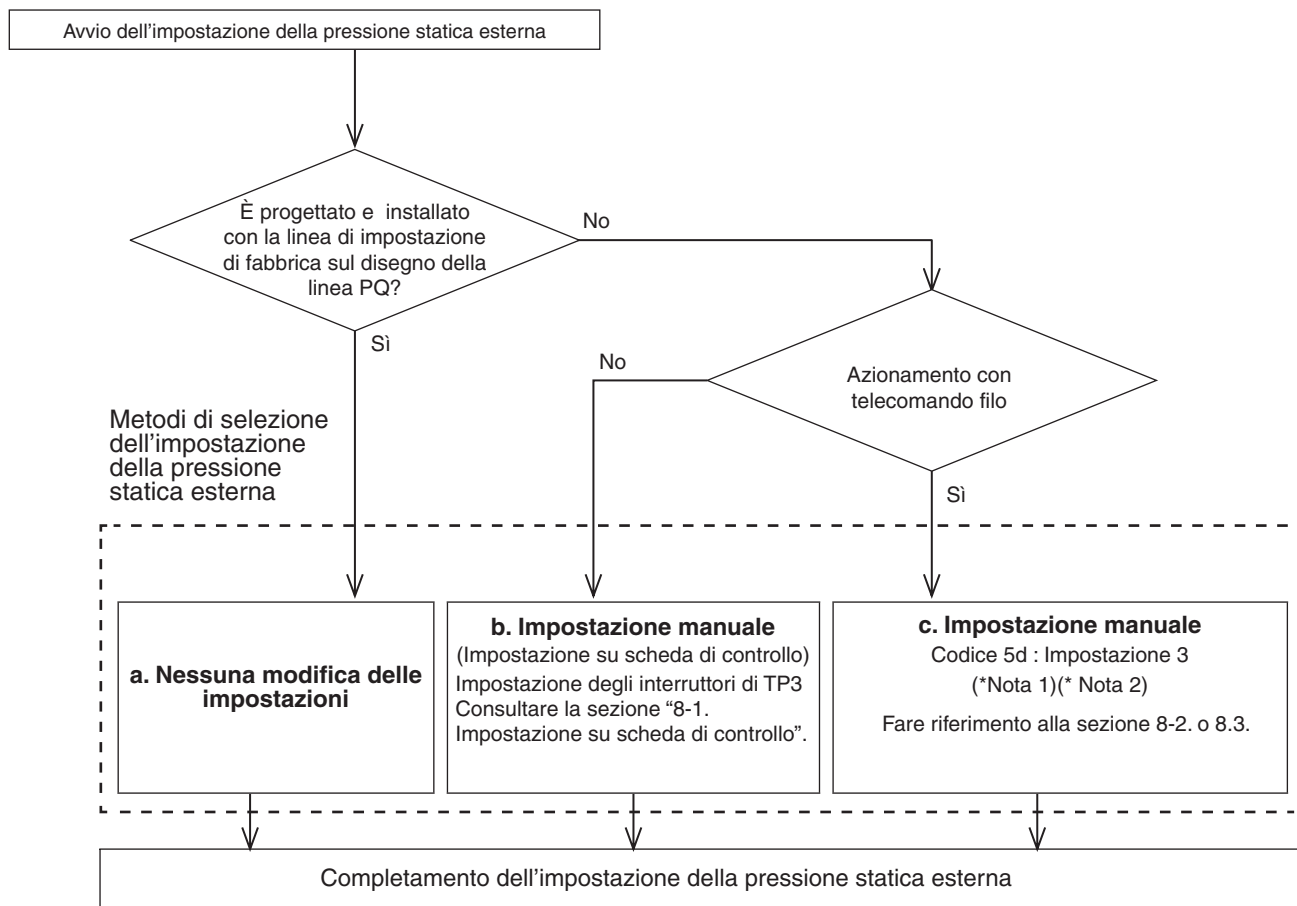 Avvio dell'impostazione della pressione statica esterna
È progettato e installato
con la linea di impostazione
di fabbrica sul disegno della
linea PQ?
No
Sì
No
Azionamento con
telecomando filo
Sì
Metodi di selezione
dell'impostazione
della pressione
statica esterna
a. Nessuna modifica delle
impostazioni
b. Impostazione manuale
(Impostazione su scheda di controllo)
Impostazione degli interruttori di TP3
Consultare la sezione “8-1.
Impostazione su scheda di controllo”.
c. Impostazione manuale
Codice 5d : Impostazione 3
(*Nota 1)(* Nota 2)
Fare riferimento alla sezione 8-2. o 8.3.
Completamento dell'impostazione della pressione statica esterna